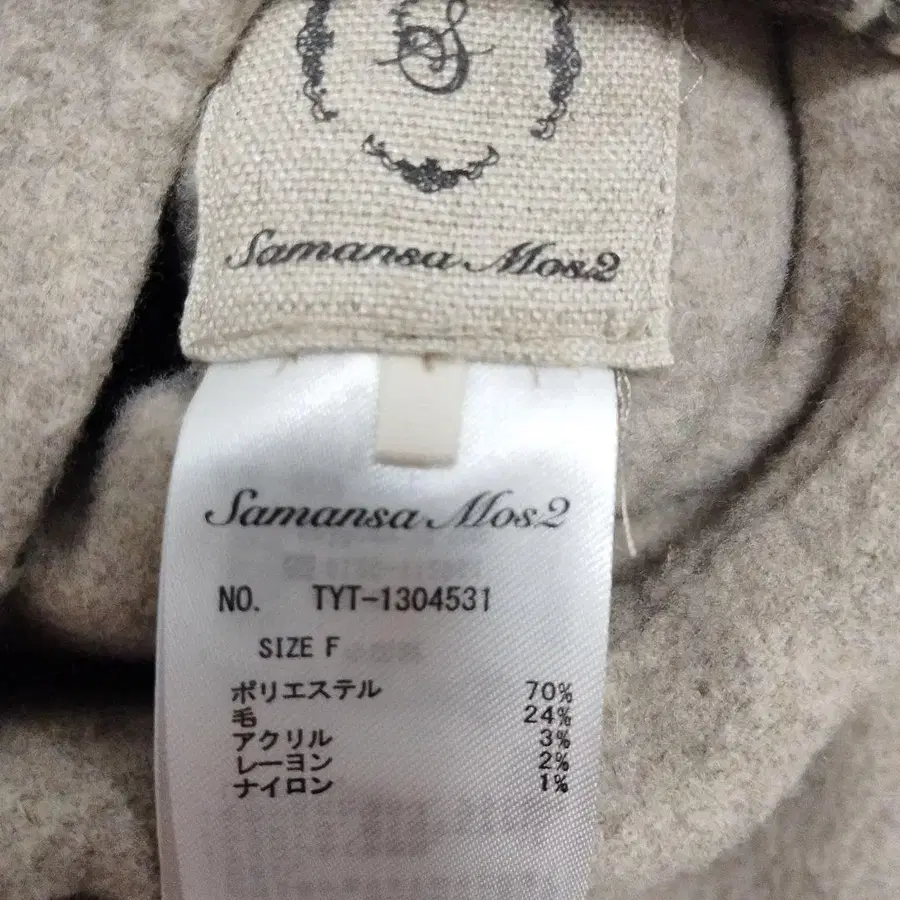 S
Samansa Mos2
Samansa Mos2
NO. TYT-1304531
SIZE F
ポリエステル 70%
毛 24%
アクリル 3%
レーヨン 2%
ナイロン 1%